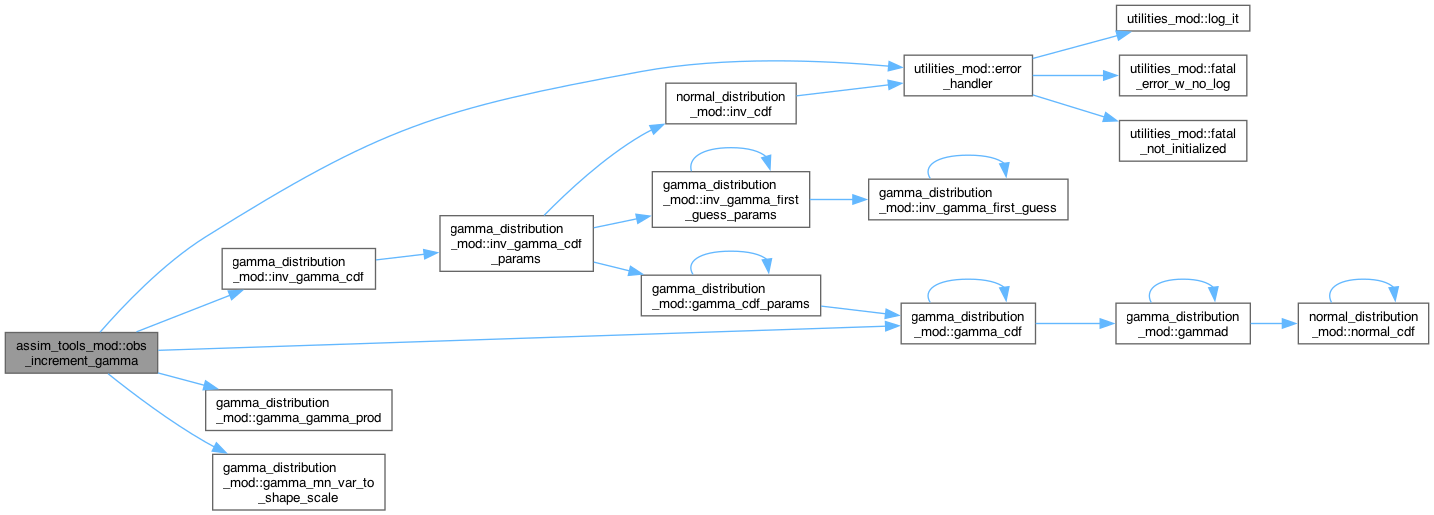 utilities_mod::log_it
utilities_mod::error
_handler
utilities_mod::fatal
_error_w_no_log
normal_distribution
_mod::inv_cdf
utilities_mod::fatal
_not_initialized
gamma_distribution
_mod::inv_gamma_first
_guess_params
gamma_distribution
_mod::inv_gamma_first_guess
gamma_distribution
_mod::inv_gamma_cdf
_params
gamma_distribution
_mod::inv_gamma_cdf
gamma_distribution
_mod::gamma_cdf_params
gamma_distribution
_mod::gamma_cdf
gamma_distribution
_mod::gammad
normal_distribution
_mod::normal_cdf
assim_tools_mod::obs
_increment_gamma
gamma_distribution
_mod::gamma_gamma_prod
gamma_distribution
_mod::gamma_mn_var_to
_shape_scale